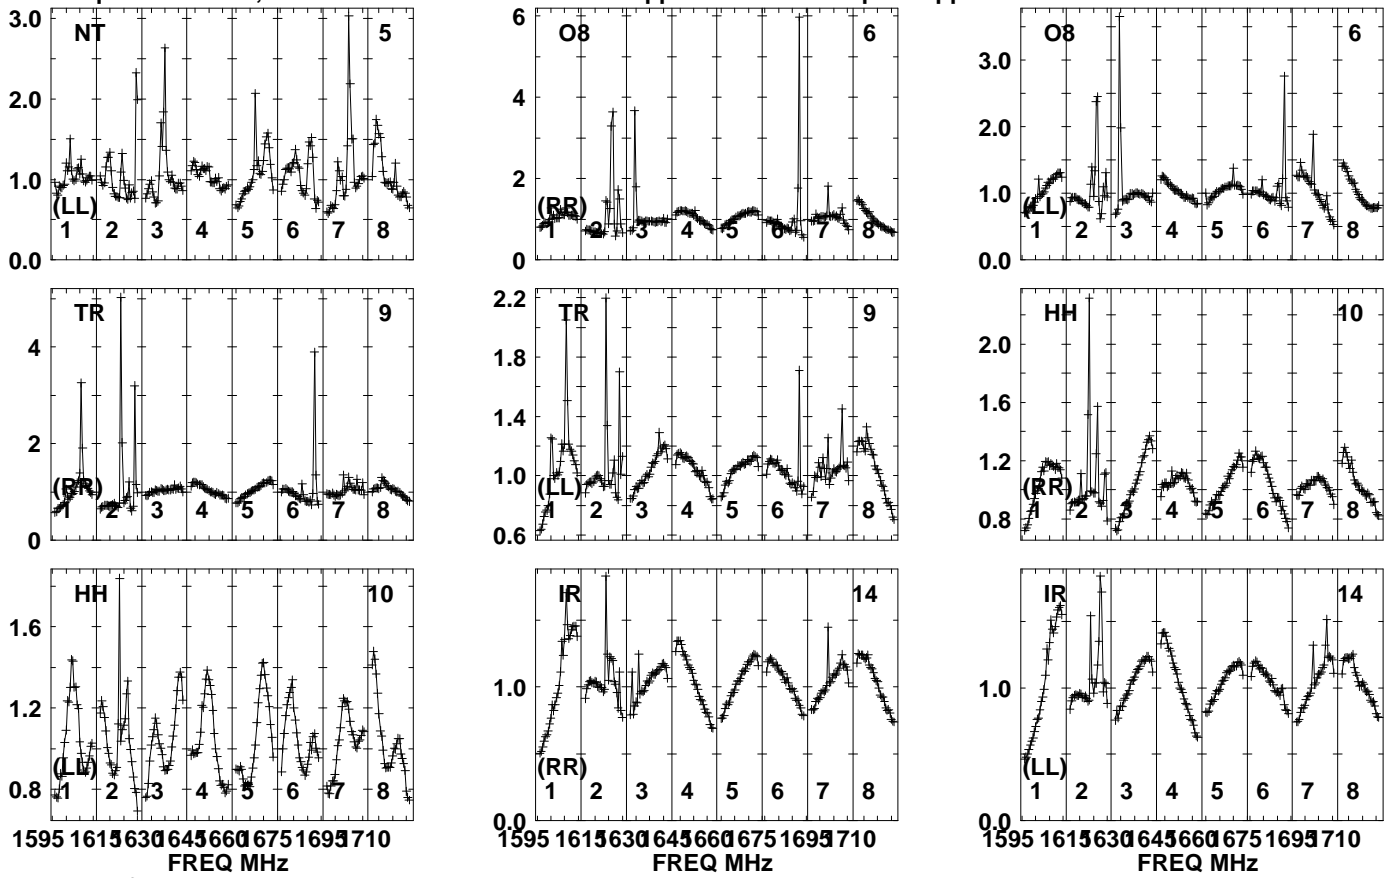 3.0 NT 5
2.0
1.0
(LL)
1 2 3 4 5 6 7 8
0.0
6 O8 6
4
2
(RR)
1 2 3 4 5 6 7 8
0
O8 6
3.0
2.0
1.0
(LL)
1 2 3 4 5 6 7 8
0.0
TR 9
4
2
(RR)
1 2 3 4 5 6 7 8
0
2.2 TR 9
1.8
1.4
1.0
(LL)
1 2 3 4 5 6 7 8
0.6
HH 10
2.0
1.6
1.2
(RR)
0.8 1 2 3 4 5 6 7 8
HH 10
1.6
1.2
(LL)
0.8 1 2 3 4 5 6 7 8
1595 1615 1630 1645 1660 1675 1695 1710
FREQ MHz
IR 14
1.0
(RR)
1 2 3 4 5 6 7 8
0.0
1595 1615 1630 1645 1660 1675 1695 1710
FREQ MHz
IR 14
1.0
(LL)
1 2 3 4 5 6 7 8
0.0
1595 1615 1630 1645 1660 1675 1695 1710
FREQ MHz